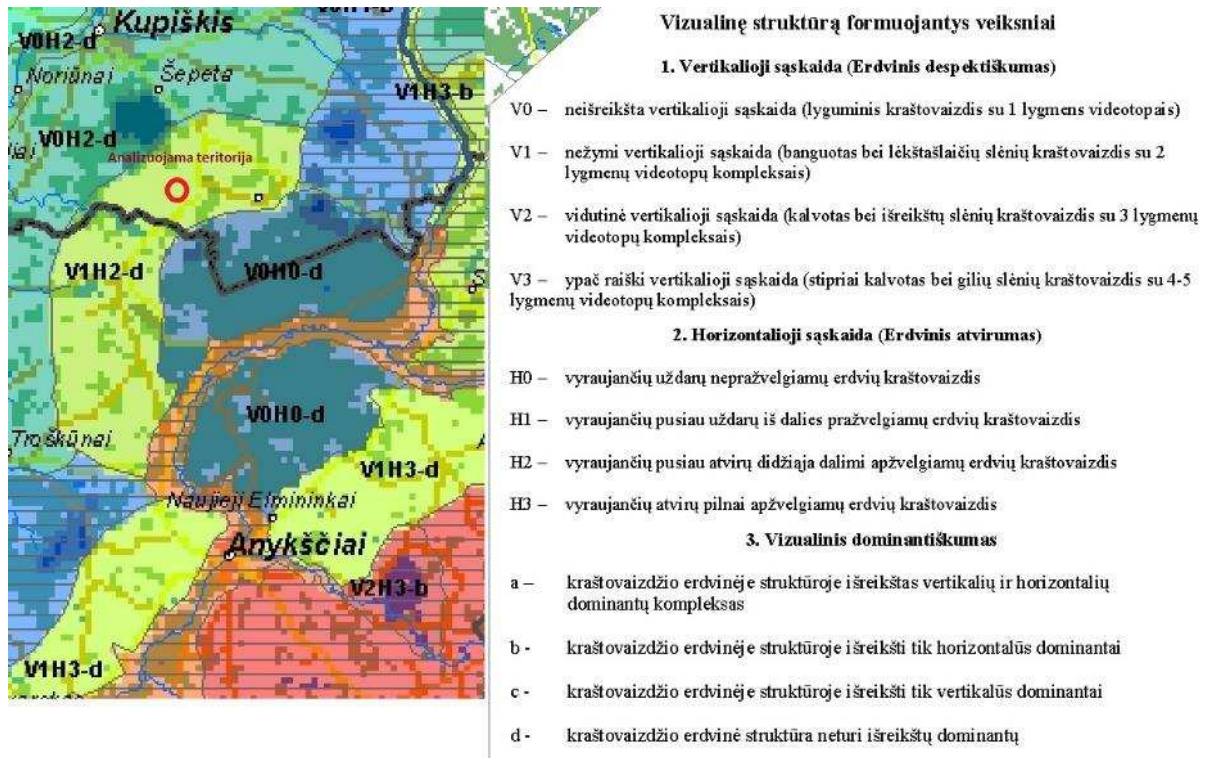 Kupiškis
V0H2-d
Noriūnai
Šepeta
V1H3-b
V0H2-d
Analizuojama teritorija
V1H2-d
V0H0-d
Troškūnai
V0H0-d
V1H3-d
Naujieji Elmininkai
Anykščiai
V2H3-b
V1H3-d
Vizualinę struktūrą formuojantys veiksniai
1. Vertikalioji sąskaida (Erdvinis despektiškumas)
V0 – neišreikšta vertikalioji sąskaida (lyguminis kraštovaizdis su 1 lygmens videotopais)
V1 – nežymi vertikalioji sąskaida (banguotas bei lėkštašlaičių slėnių kraštovaizdis su 2
lygmenų videotopų kompleksais)
V2 – vidutinė vertikalioji sąskaida (kalvotas bei išreikštų slėnių kraštovaizdis su 3 lygmenų
videotopų kompleksais)
V3 – ypač raiški vertikalioji sąskaida (stipriai kalvotas bei gilių slėnių kraštovaizdis su 4-5
lygmenų videotopų kompleksais)
2. Horizontalioji sąskaida (Erdvinis atvirumas)
H0 – vyraujančių uždarų nepražvelgiamų erdvių kraštovaizdis
H1 – vyraujančių pusiau uždarų iš dalies pražvelgiamų erdvių kraštovaizdis
H2 – vyraujančių pusiau atvirų didžiąja dalimi apžvelgiamų erdvių kraštovaizdis
H3 – vyraujančių atvirų pilnai apžvelgiamų erdvių kraštovaizdis
3. Vizualinis dominantiškumas
a – kraštovaizdžio erdvinėje struktūroje išreikštas vertikalių ir horizontalių
dominantų kompleksas
b - kraštovaizdžio erdvinėje struktūroje išreikšti tik horizontalūs dominantai
c - kraštovaizdžio erdvinėje struktūroje išreikšti tik vertikalūs dominantai
d - kraštovaizdžio erdvinė struktūra neturi išreikštų dominantų